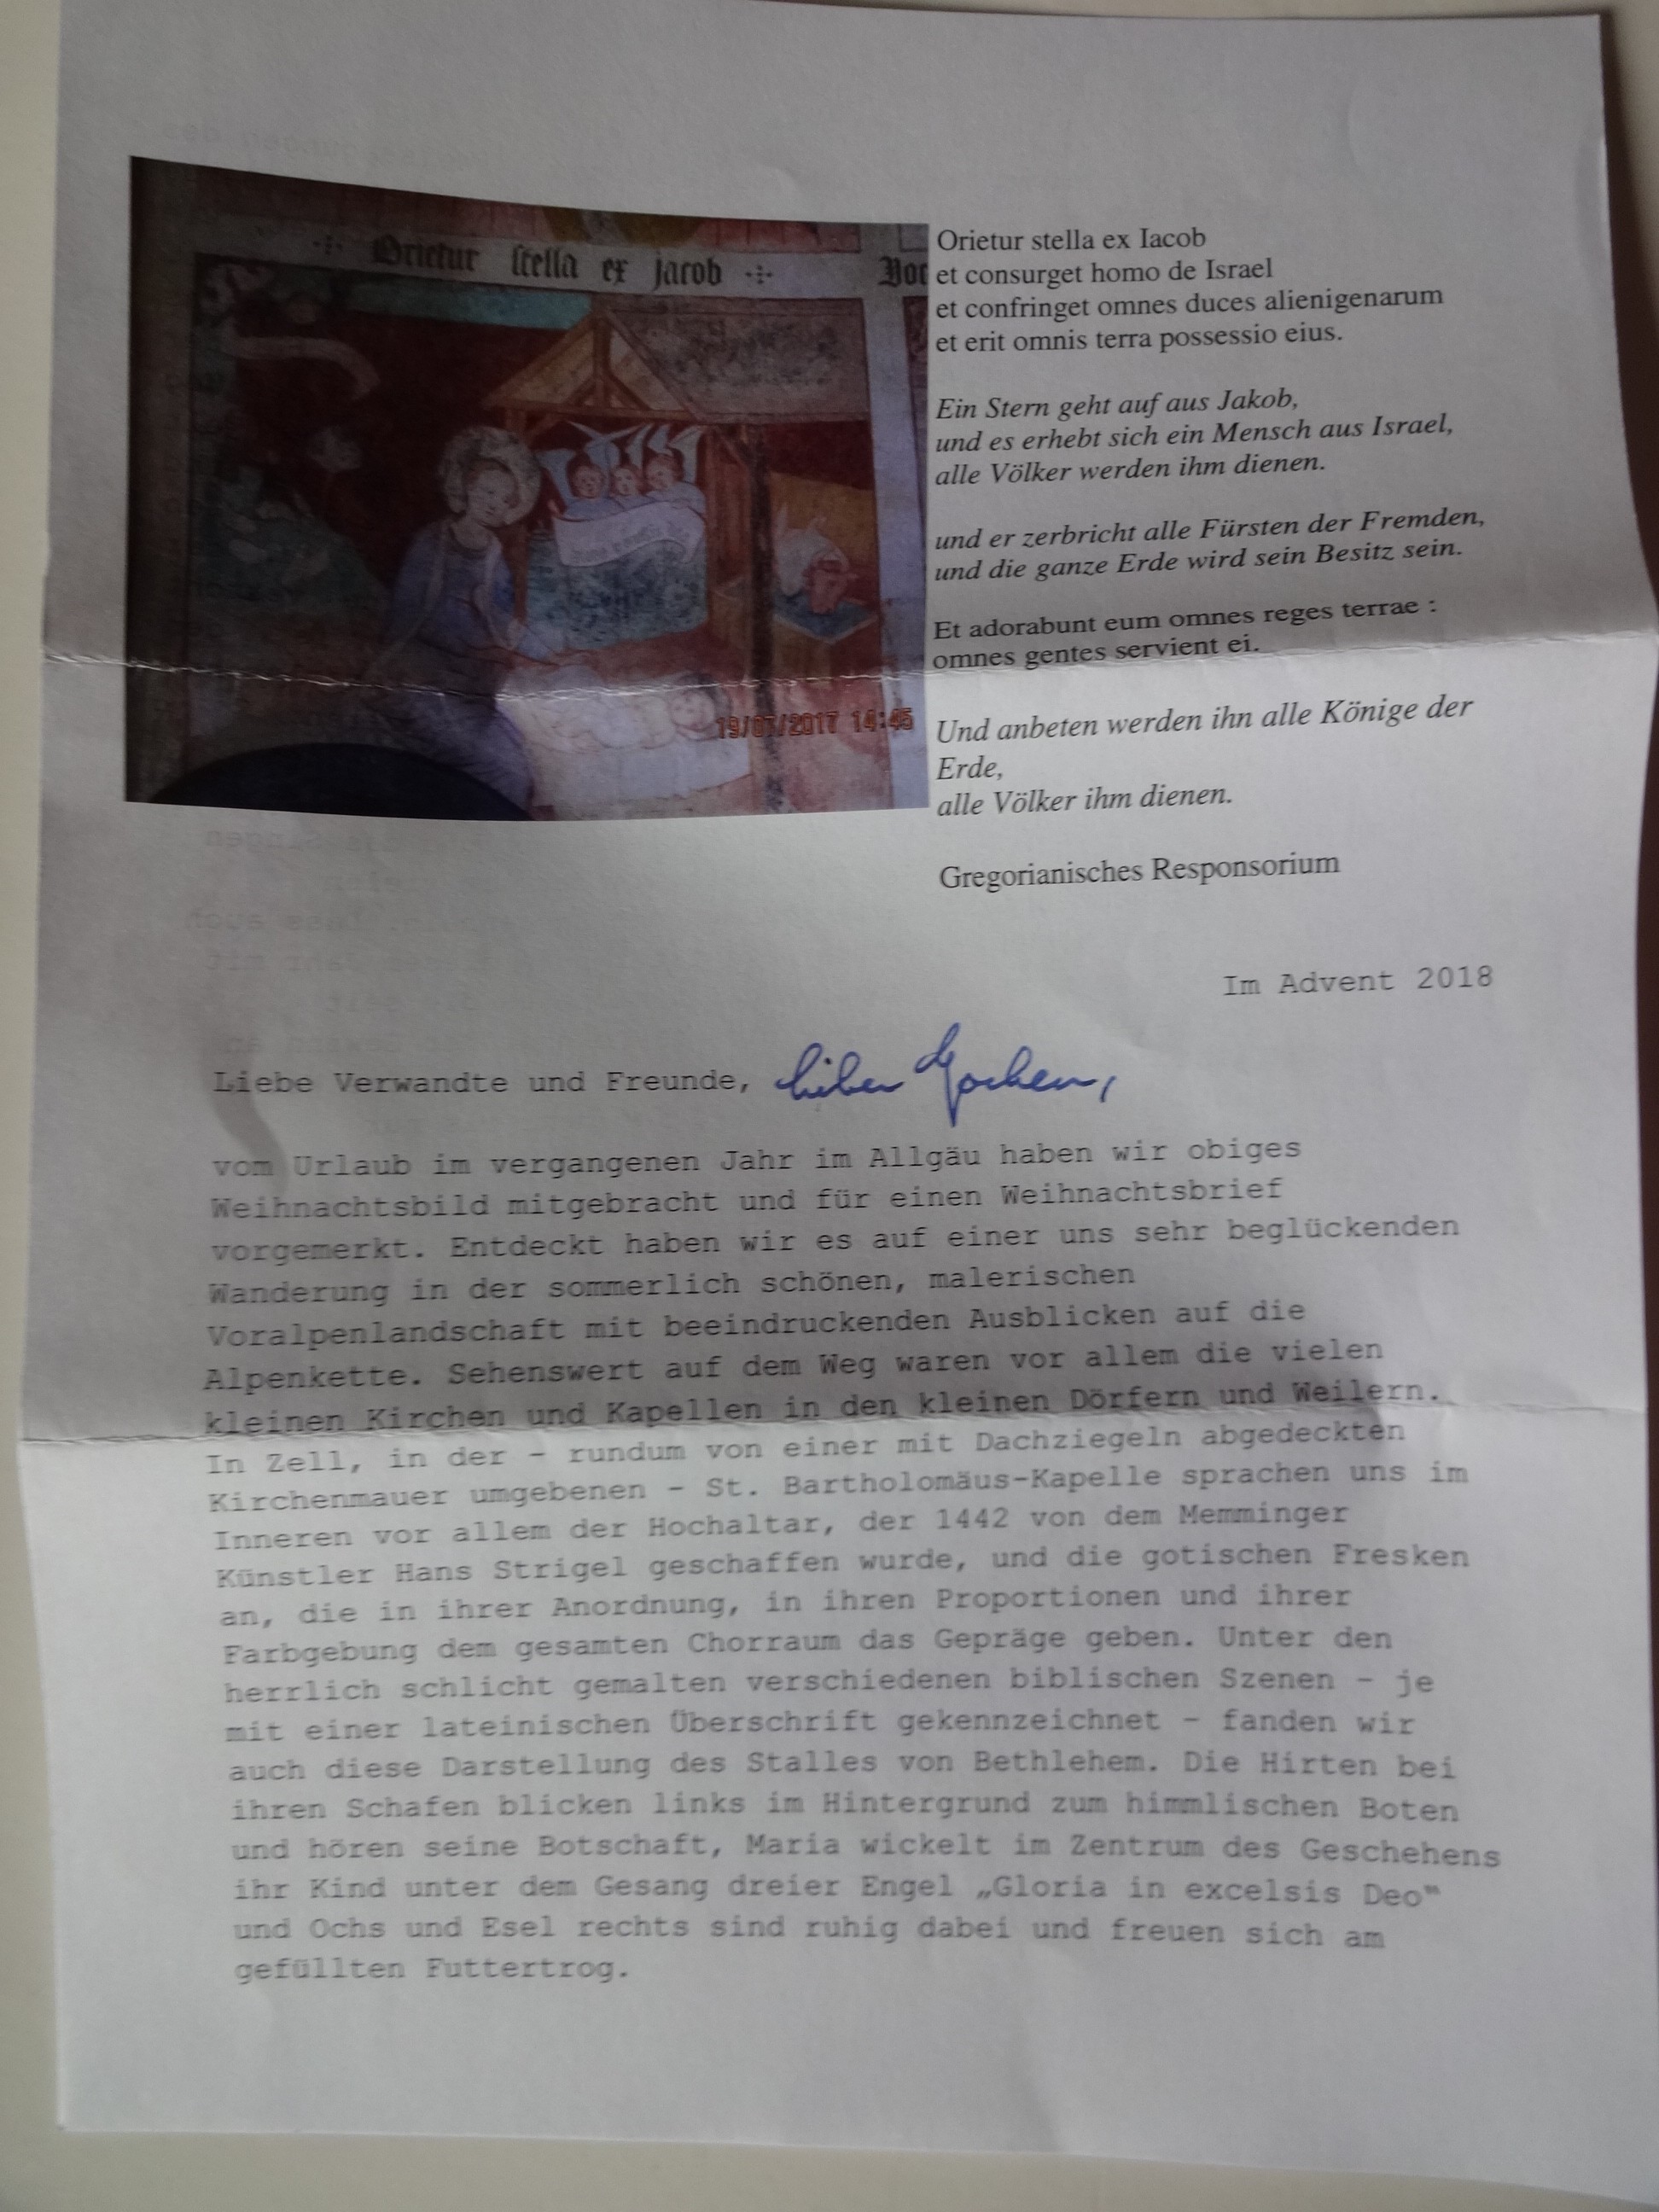 Orietur stella ex jacob
19/07/2017 14:45
Orietur stella ex Iacob
et consurget homo de Israel
et confringet omnes duces alienigenarum
et erit omnis terra possessio eius.
Ein Stern geht auf aus Jakob,
und es erhebt sich ein Mensch aus Israel,
alle Völker werden ihm dienen.
und er zerbricht alle Fürsten der Fremden,
und die ganze Erde wird sein Besitz sein.
Et adorabunt eum omnes reges terrae :
omnes gentes servient ei.
Und anbeten werden ihn alle Könige der
Erde,
alle Völker ihm dienen.
Gregorianisches Responsorium
Im Advent 2018
Liebe Verwandte und Freunde, lieber Jochen,
vom Urlaub im vergangenen Jahr im Allgäu haben wir obiges
Weihnachtsbild mitgebracht und für einen Weihnachtsbrief
vorgemerkt. Entdeckt haben wir es auf einer uns sehr beglückenden
Wanderung in der sommerlich schönen, malerischen
Voralpenlandschaft mit beeindruckenden Ausblicken auf die
Alpenkette. Sehenswert auf dem Weg waren vor allem die vielen
kleinen Kirchen und Kapellen in den kleinen Dörfern und Weilern.
In Zell, in der - rundum von einer mit Dachziegeln abgedeckten
Kirchenmauer umgebenen - St. Bartholomäus-Kapelle sprachen uns im
Inneren vor allem der Hochaltar, der 1442 von dem Memminger
Künstler Hans Strigel geschaffen wurde, und die gotischen Fresken
an, die in ihrer Anordnung, in ihren Proportionen und ihrer
Farbgebung dem gesamten Chorraum das Gepräge geben. Unter den
herrlich schlicht gemalten verschiedenen biblischen Szenen - je
mit einer lateinischen Überschrift gekennzeichnet - fanden wir
auch diese Darstellung des Stalles von Bethlehem. Die Hirten bei
ihren Schafen blicken links im Hintergrund zum himmlischen Boten
und hören seine Botschaft, Maria wickelt im Zentrum des Geschehens
ihr Kind unter dem Gesang dreier Engel „Gloria in excelsis Deo"
und Ochs und Esel rechts sind ruhig dabei und freuen sich am
gefüllten Futtertrog.